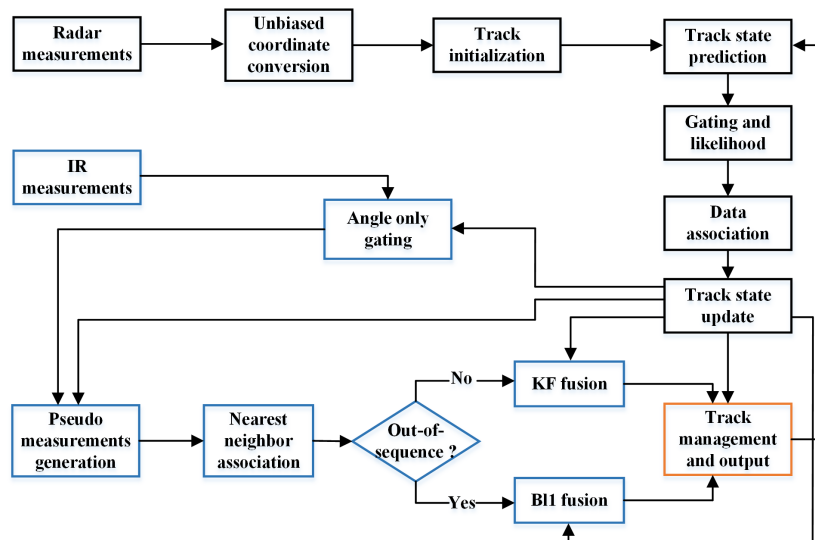 Radar
measurements
Unbiased
coordinate
conversion
Track
initialization
Track state
prediction
Gating and
likelihood
IR
measurements
Angle only
gating
Data
association
Track state
update
No
KF fusion
Pseudo
measurements
generation
Nearest
neighbor
association
Out-of-
sequence ?
Track
management
and output
Yes
Bl1 fusion